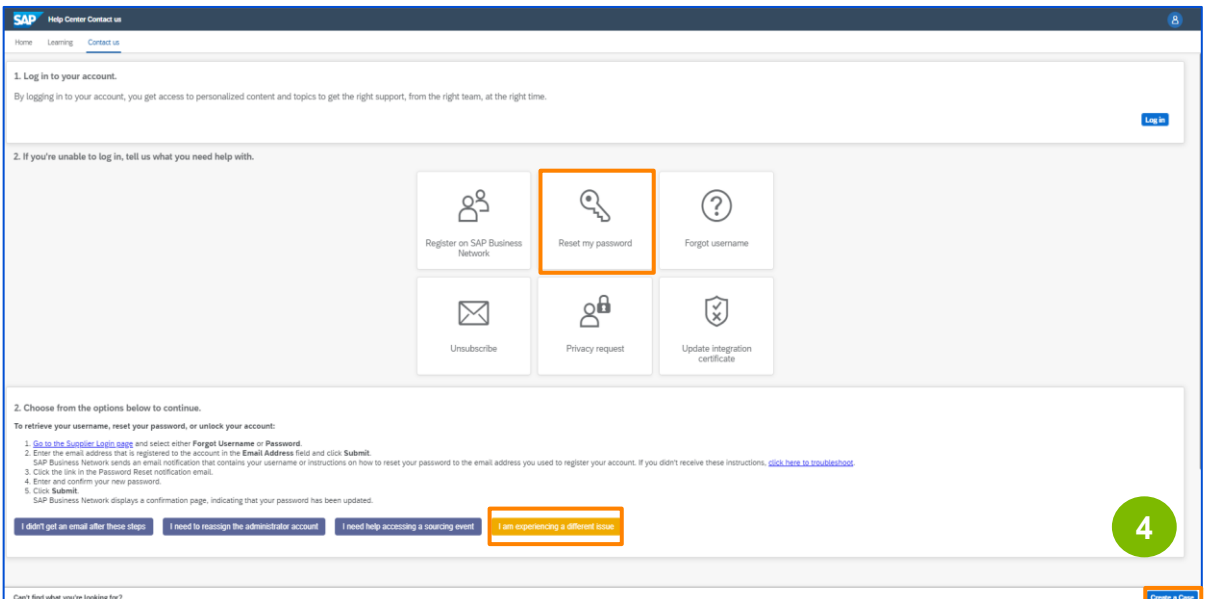 SAP Help Center Contact us
Home Learning Contact us
1. Log in to your account.
By logging in to your account, you get access to personalized content and topics to get the right support, from the right team, at the right time.
Log in
2. If you're unable to log in, tell us what you need help with.
Register on SAP Business
Network
Reset my password
Forgot username
Unsubscribe
Privacy request
Update integration
certificate
2. Choose from the options below to continue.
To retrieve your username, reset your password, or unlock your account:
1. Go to the Supplier Login page and select either Forgot Username or Password.
2. Enter the email address that is registered to the account in the Email Address field and click Submit.
SAP Business Network sends an email notification that contains your username or instructions on how to reset your password to the email address you used to register your account. If you didn't receive these instructions, click here to troubleshoot.
3. Click the link in the Password Reset notification email.
4. Enter and confirm your new password.
5. Click Submit.
SAP Business Network displays a confirmation page, indicating that your password has been updated.
I didn't get an email after these steps I need to reassign the administrator account I need help accessing a sourcing event I am experiencing a different issue
4
Can't find what you're looking for?
Create a Case